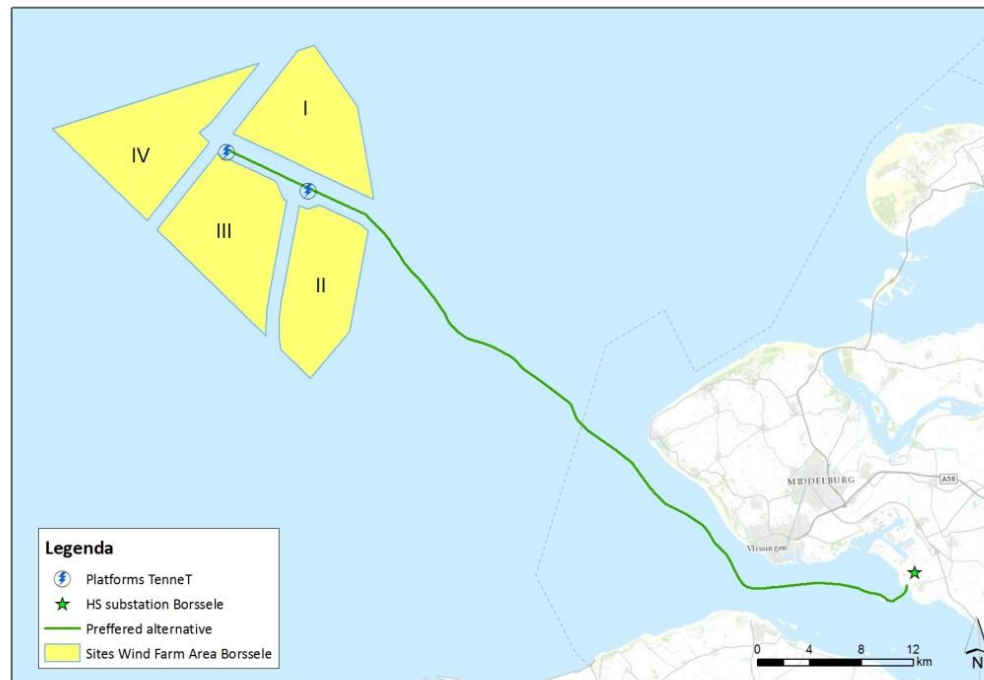 I
IV
III
II
MIDDELBURG
A58
Vlissingen
Legenda
Platforms TenneT
HS substation Borssele
Preffered alternative
Sites Wind Farm Area Borssele
0 4 8 12
km
N